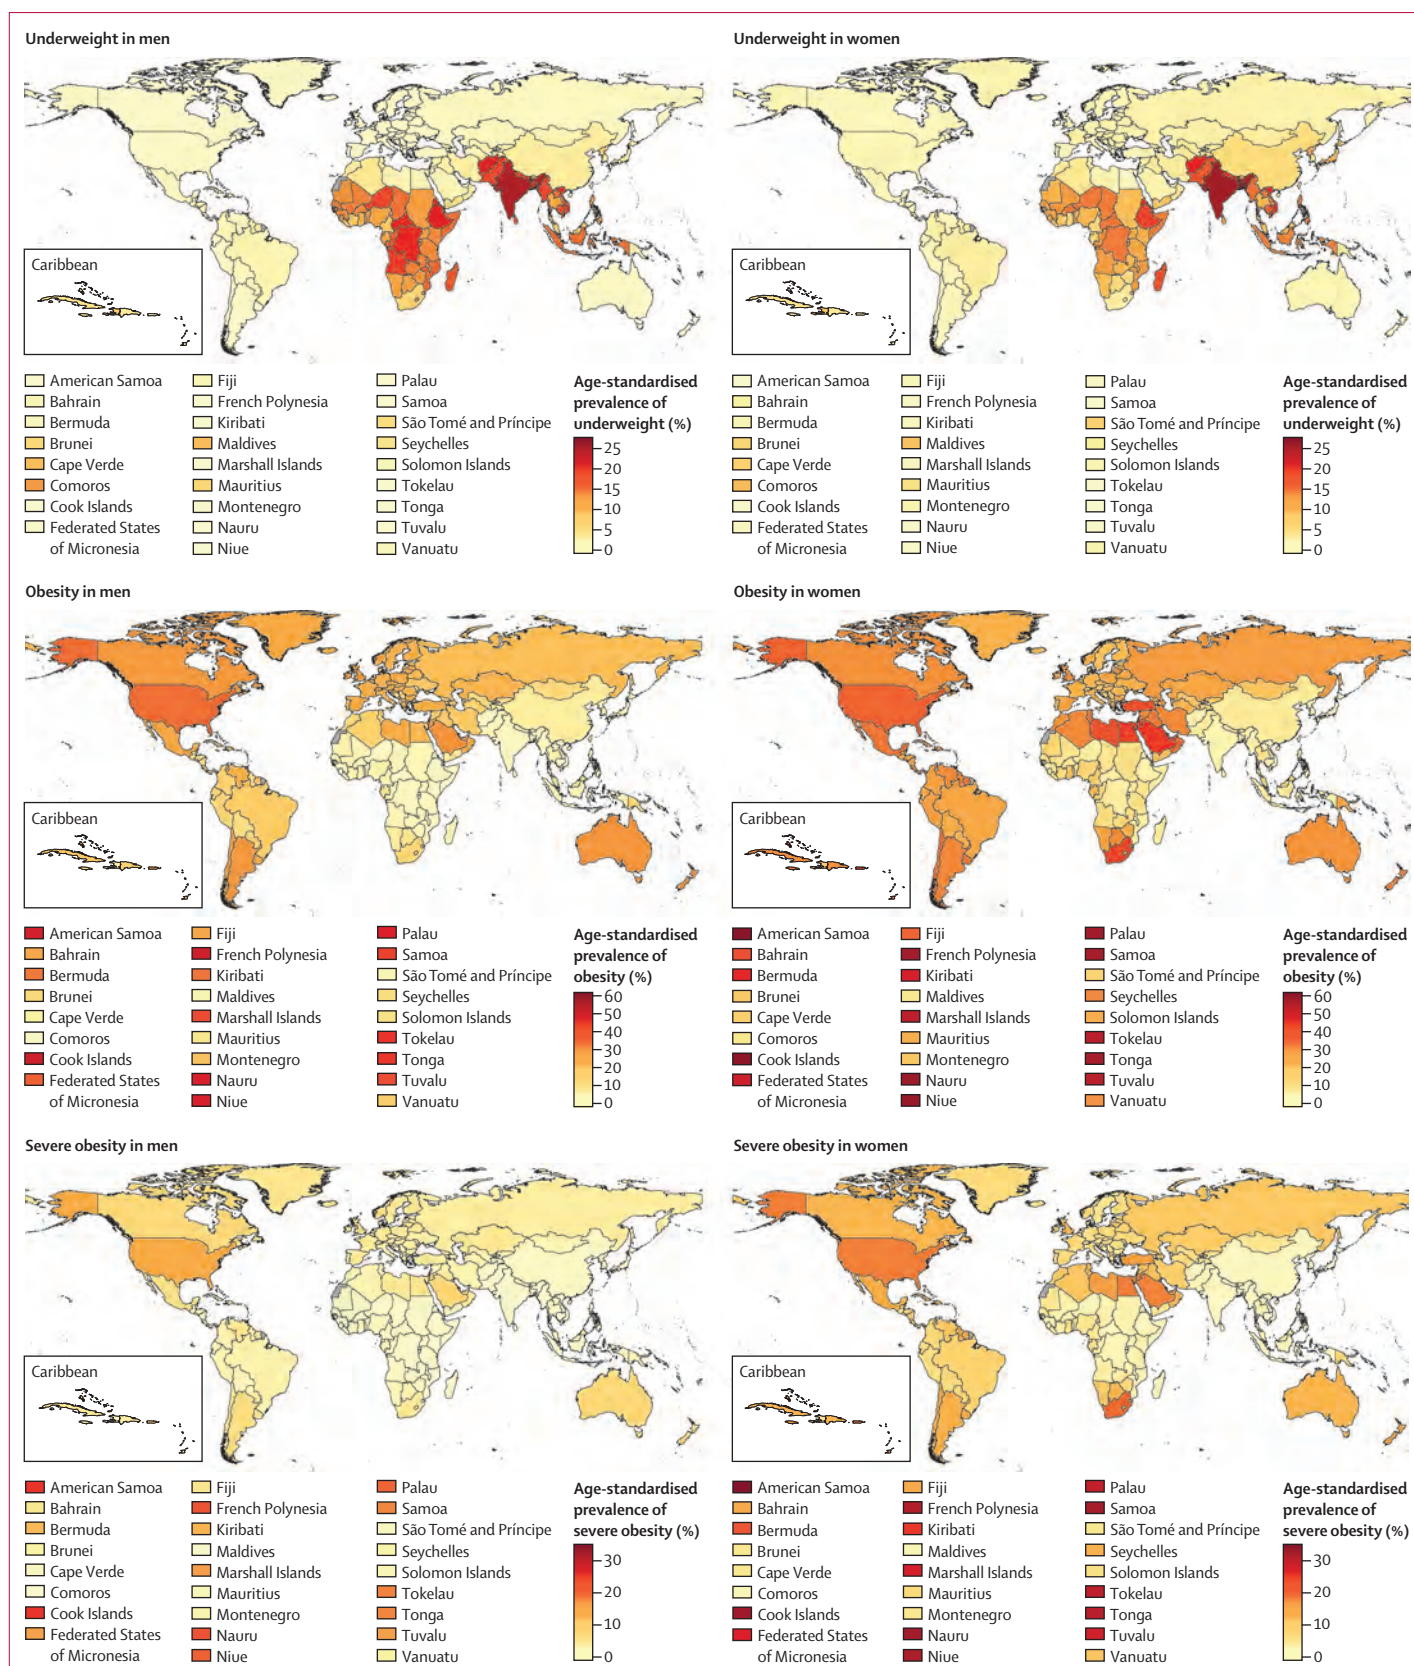 Underweight in men
Caribbean
American Samoa
Bahrain
Bermuda
Brunei
Cape Verde
Comoros
Cook Islands
Federated States
of Micronesia
Fiji
French Polynesia
Kiribati
Maldives
Marshall Islands
Mauritius
Montenegro
Nauru
Niue
Palau
Samoa
São Tomé and Príncipe
Seychelles
Solomon Islands
Tokelau
Tonga
Tuvalu
Vanuatu
Age-standardised
prevalence of
underweight (%)
25
20
15
10
5
0
Underweight in women
Caribbean
American Samoa
Bahrain
Bermuda
Brunei
Cape Verde
Comoros
Cook Islands
Federated States
of Micronesia
Fiji
French Polynesia
Kiribati
Maldives
Marshall Islands
Mauritius
Montenegro
Nauru
Niue
Palau
Samoa
São Tomé and Príncipe
Seychelles
Solomon Islands
Tokelau
Tonga
Tuvalu
Vanuatu
Age-standardised
prevalence of
underweight (%)
25
20
15
10
5
0
Obesity in men
Caribbean
American Samoa
Bahrain
Bermuda
Brunei
Cape Verde
Comoros
Cook Islands
Federated States
of Micronesia
Fiji
French Polynesia
Kiribati
Maldives
Marshall Islands
Mauritius
Montenegro
Nauru
Niue
Palau
Samoa
São Tomé and Príncipe
Seychelles
Solomon Islands
Tokelau
Tonga
Tuvalu
Vanuatu
Age-standardised
prevalence of
obesity (%)
60
50
40
30
20
10
0
Obesity in women
Caribbean
American Samoa
Bahrain
Bermuda
Brunei
Cape Verde
Comoros
Cook Islands
Federated States
of Micronesia
Fiji
French Polynesia
Kiribati
Maldives
Marshall Islands
Mauritius
Montenegro
Nauru
Niue
Palau
Samoa
São Tomé and Príncipe
Seychelles
Solomon Islands
Tokelau
Tonga
Tuvalu
Vanuatu
Age-standardised
prevalence of
obesity (%)
60
50
40
30
20
10
0
Severe obesity in men
Caribbean
American Samoa
Bahrain
Bermuda
Brunei
Cape Verde
Comoros
Cook Islands
Federated States
of Micronesia
Fiji
French Polynesia
Kiribati
Maldives
Marshall Islands
Mauritius
Montenegro
Nauru
Niue
Palau
Samoa
São Tomé and Príncipe
Seychelles
Solomon Islands
Tokelau
Tonga
Tuvalu
Vanuatu
Age-standardised
prevalence of
severe obesity (%)
30
20
10
0
Severe obesity in women
Caribbean
American Samoa
Bahrain
Bermuda
Brunei
Cape Verde
Comoros
Cook Islands
Federated States
of Micronesia
Fiji
French Polynesia
Kiribati
Maldives
Marshall Islands
Mauritius
Montenegro
Nauru
Niue
Palau
Samoa
São Tomé and Príncipe
Seychelles
Solomon Islands
Tokelau
Tonga
Tuvalu
Vanuatu
Age-standardised
prevalence of
severe obesity (%)
30
20
10
0